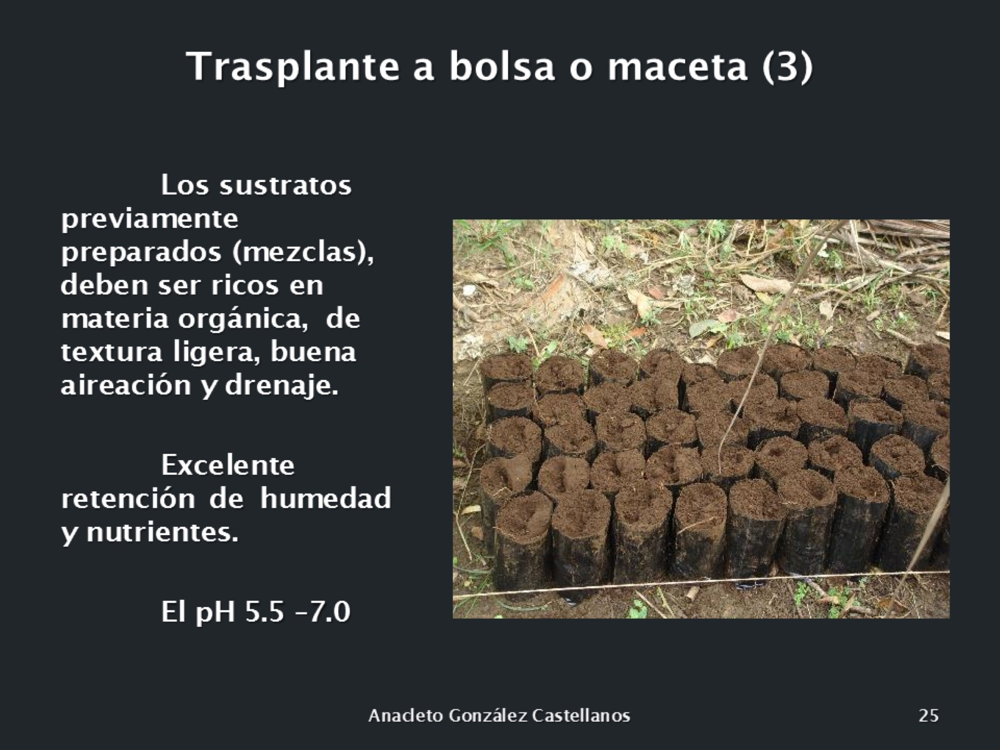 Trasplante a bolsa o maceta (3)
Los sustratos
previamente
preparados (mezclas),
deben ser ricos en
materia orgánica, de
textura ligera, buena
aireación y drenaje.
Excelente
retención de humedad
y nutrientes.
El pH 5.5 –7.0
Anacleto González Castellanos
25